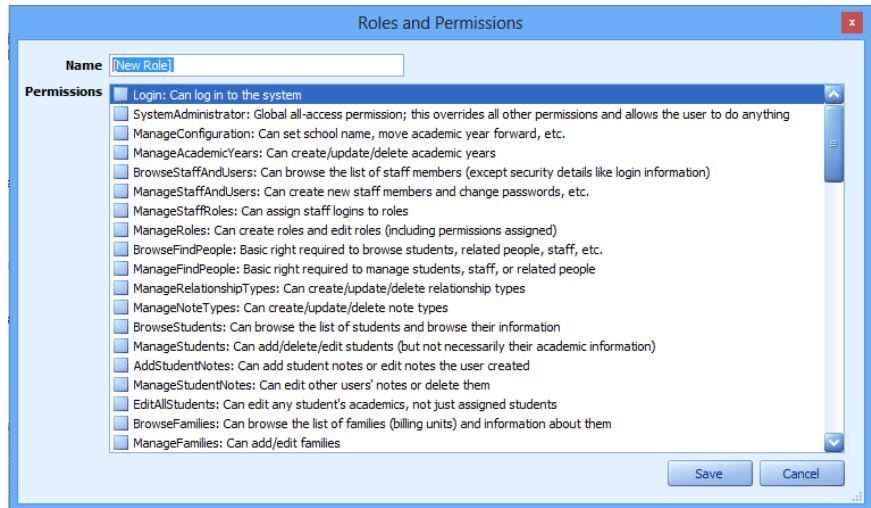 Roles and Permissions
x
Name [New Role]
Permissions Login: Can log in to the system
SystemAdministrator: Global all-access permission; this overrides all other permissions and allows the user to do anything
ManageConfiguration: Can set school name, move academic year forward, etc.
ManageAcademicYears: Can create/update/delete academic years
BrowseStaffAndUsers: Can browse the list of staff members (except security details like login information)
ManageStaffAndUsers: Can create new staff members and change passwords, etc.
ManageStaffRoles: Can assign staff logins to roles
ManageRoles: Can create roles and edit roles (including permissions assigned)
BrowseFindPeople: Basic right required to browse students, related people, staff, etc.
ManageFindPeople: Basic right required to manage students, staff, or related people
ManageRelationshipTypes: Can create/update/delete relationship types
ManageNoteTypes: Can create/update/delete note types
BrowseStudents: Can browse the list of students and browse their information
ManageStudents: Can add/delete/edit students (but not necessarily their academic information)
AddStudentNotes: Can add student notes or edit notes the user created
ManageStudentNotes: Can edit other users' notes or delete them
EditAllStudents: Can edit any student's academics, not just assigned students
BrowseFamilies: Can browse the list of families (billing units) and information about them
ManageFamilies: Can add/edit families
Save Cancel